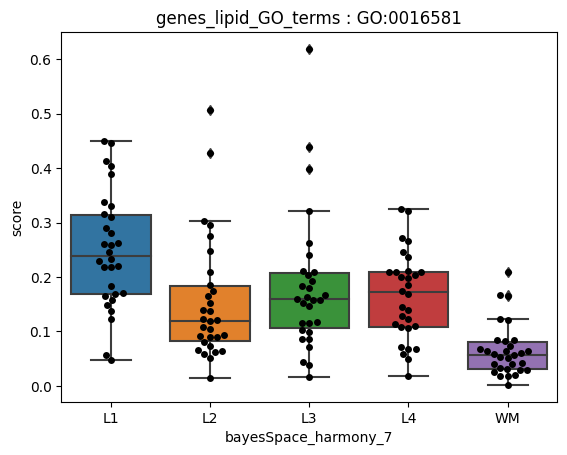 genes_lipid_GO_terms : GO:0016581
0.6
0.5
0.4
0.3
0.2
0.1
0.0
score
L1 L2 L3 L4 WM
bayesSpace_harmony_7